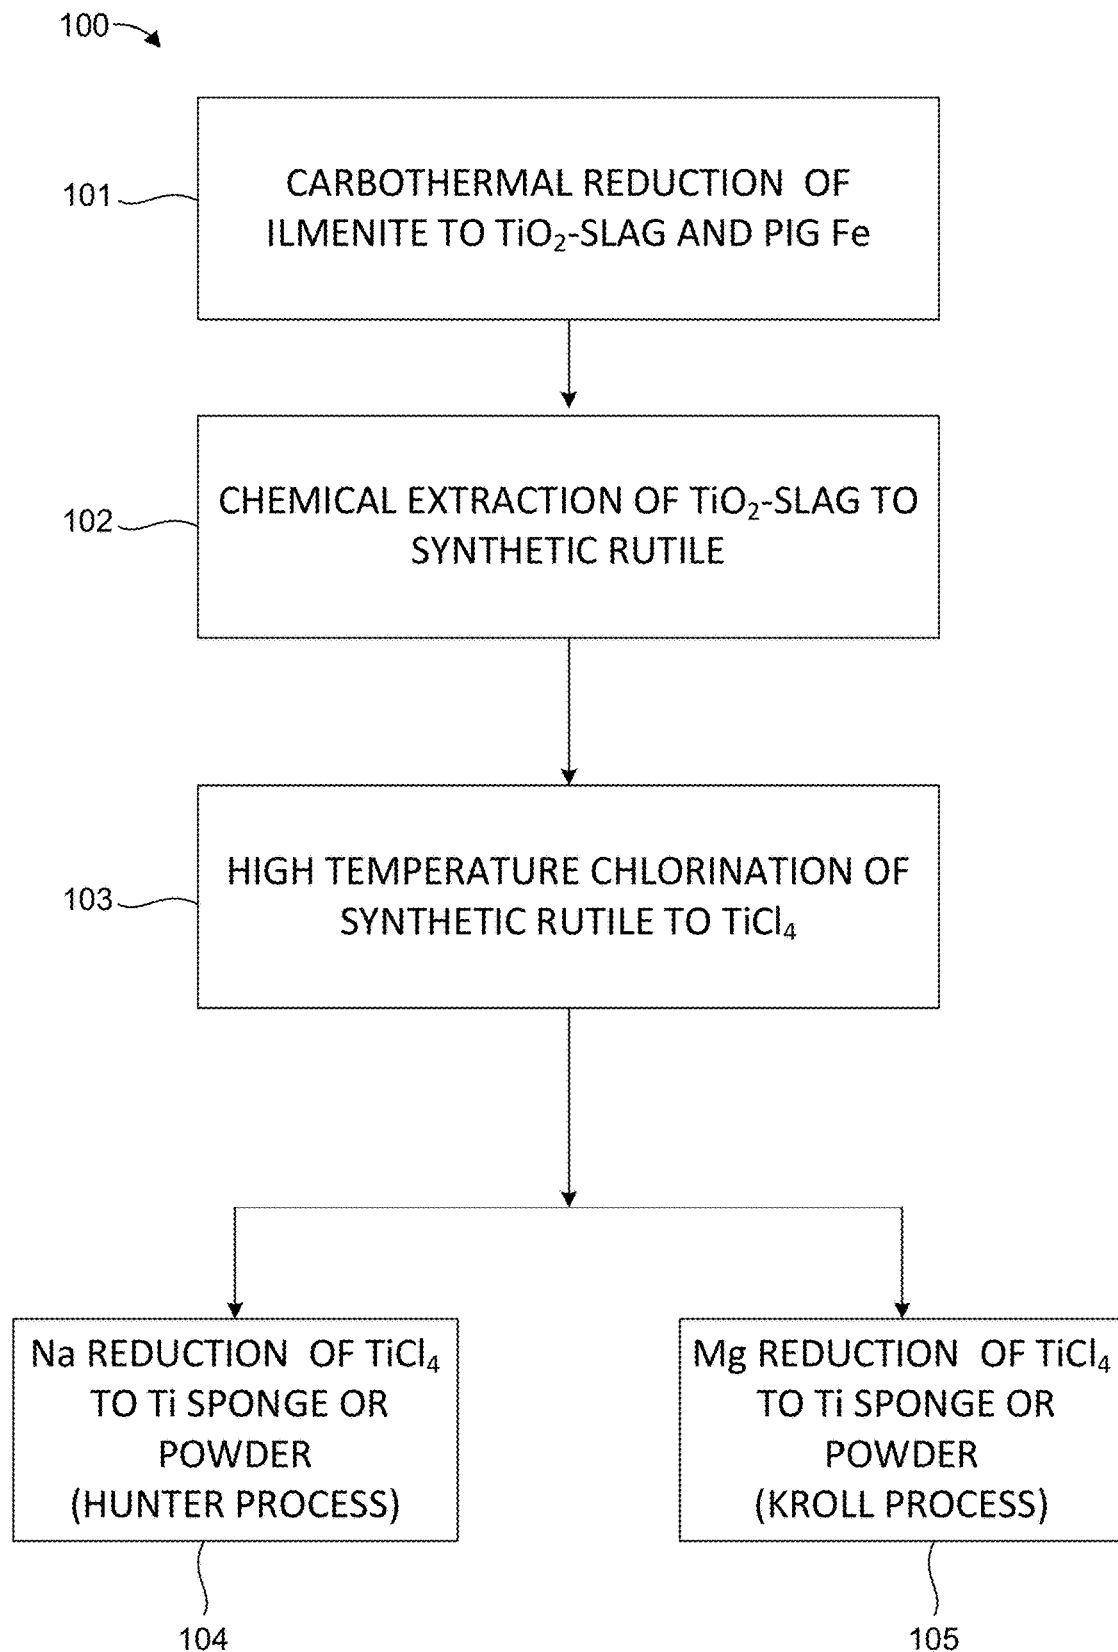 100
101
CARBOTHERMAL REDUCTION OF
ILMENITE TO TiO₂-SLAG AND PIG Fe
102
CHEMICAL EXTRACTION OF TiO₂-SLAG TO
SYNTHETIC RUTILE
103
HIGH TEMPERATURE CHLORINATION OF
SYNTHETIC RUTILE TO TiCl₄
Na REDUCTION OF TiCl₄
TO Ti SPONGE OR
POWDER
(HUNTER PROCESS)
104
Mg REDUCTION OF TiCl₄
TO Ti SPONGE OR
POWDER
(KROLL PROCESS)
105